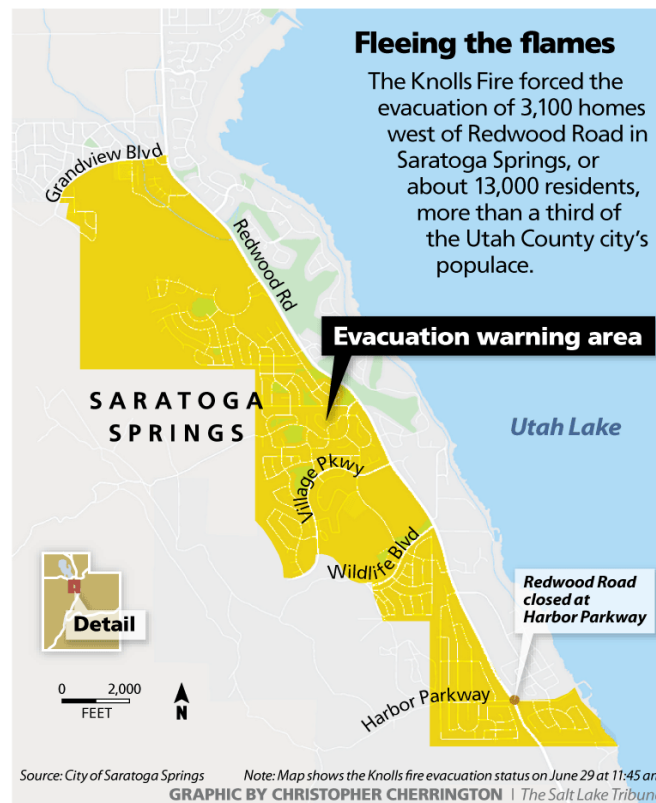 Fleeing the flames
The Knolls Fire forced the
evacuation of 3,100 homes
west of Redwood Road in
Saratoga Springs, or
about 13,000 residents,
more than a third of
the Utah County city's
populace.
Grandview Blvd
Redwood Rd
Evacuation warning area
SARATOGA
SPRINGS
Utah Lake
Village Pkwy
Wildlife Blvd
Redwood Road
closed at
Harbor Parkway
Detail
0 2,000
FEET
N
Harbor Parkway
Source: City of Saratoga Springs
Note: Map shows the Knolls fire evacuation status on June 29 at 11:45 am
GRAPHIC BY CHRISTOPHER CHERRINGTON | The Salt Lake Tribune